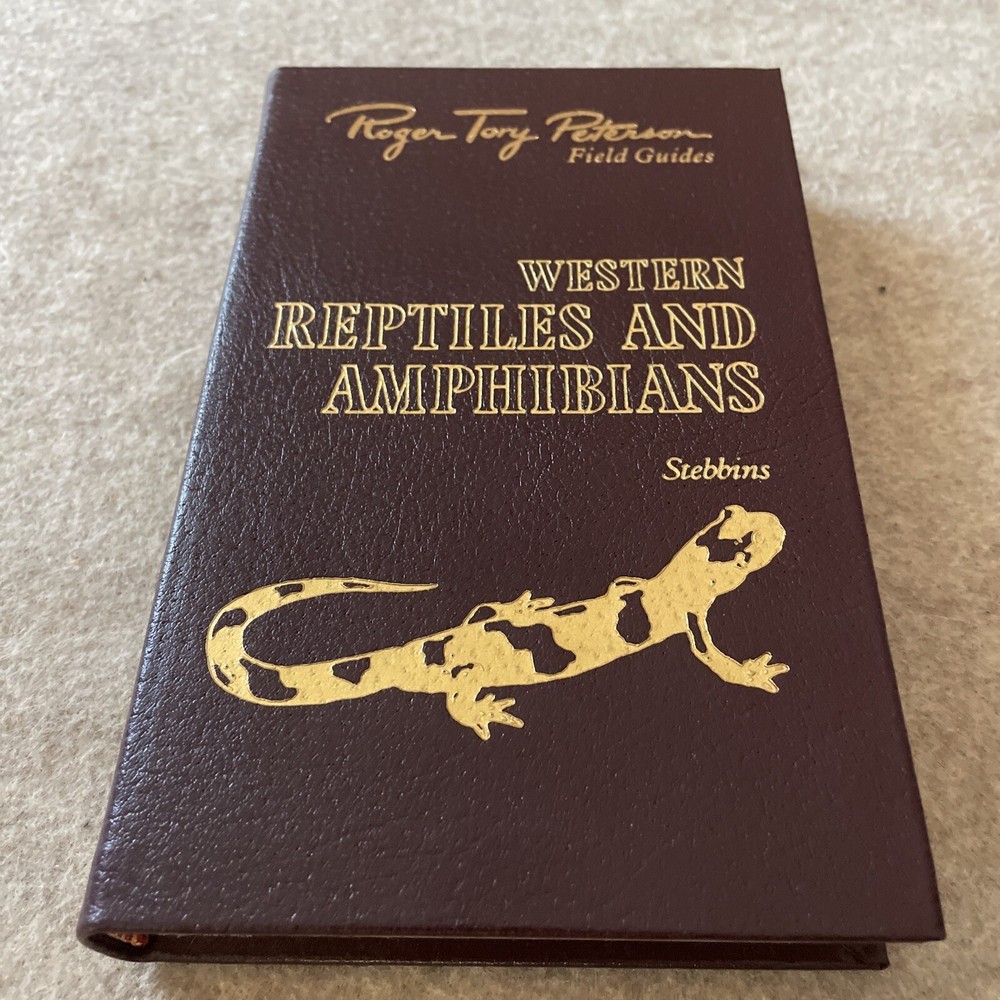 Roger Tory Peterson
Field Guides
WESTERN
REPTILES AND
AMPHIBIANS
Stebbins